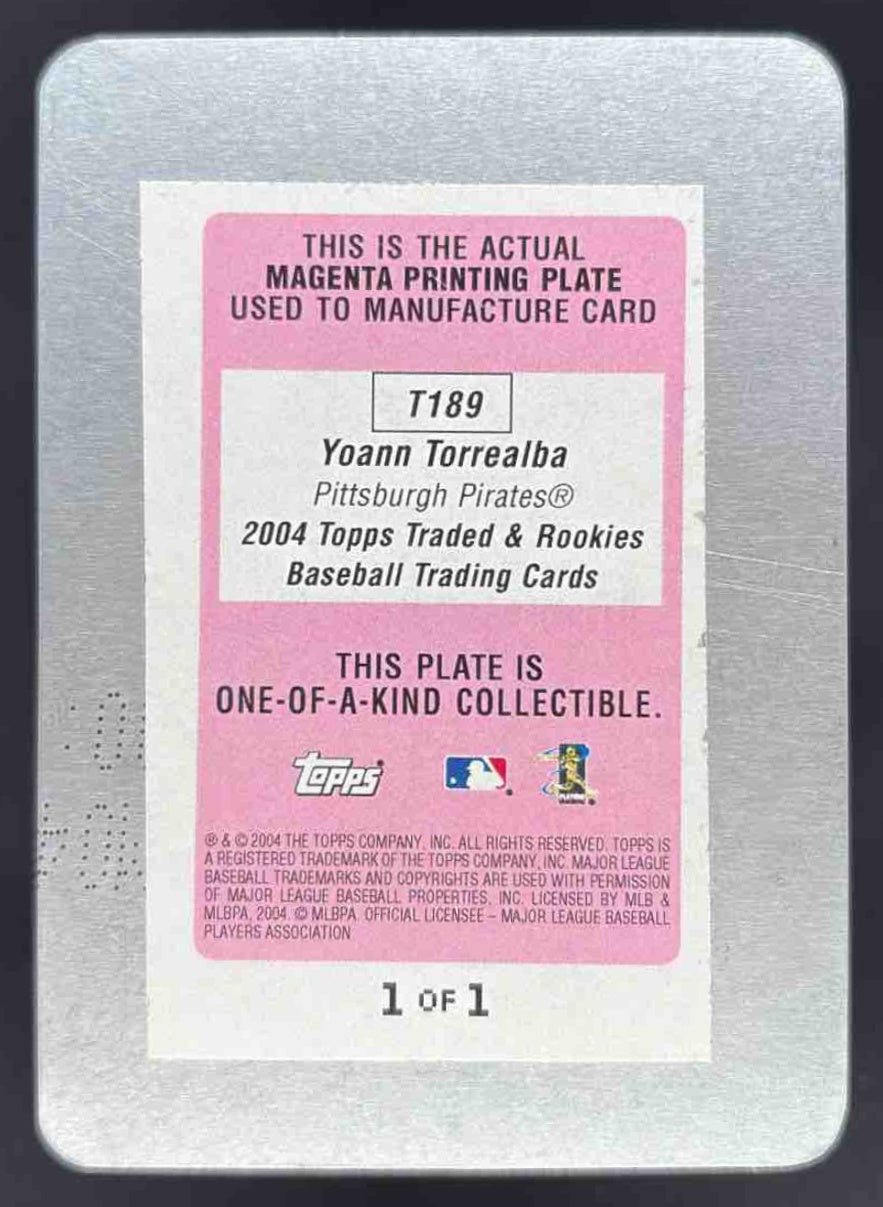 THIS IS THE ACTUAL
MAGENTA PRINTING PLATE
USED TO MANUFACTURE CARD
T189
Yoann Torrealba
Pittsburgh Pirates®
2004 Topps Traded & Rookies
Baseball Trading Cards
THIS PLATE IS
ONE-OF-A-KIND COLLECTIBLE.
topps
® & © 2004 THE TOPPS COMPANY, INC. ALL RIGHTS RESERVED. TOPPS IS
A REGISTERED TRADEMARK OF THE TOPPS COMPANY, INC. MAJOR LEAGUE
BASEBALL TRADEMARKS AND COPYRIGHTS ARE USED WITH PERMISSION
OF MAJOR LEAGUE BASEBALL PROPERTIES, INC. LICENSED BY MLB &
MLBPA, 2004. © MLBPA. OFFICIAL LICENSEE – MAJOR LEAGUE BASEBALL
PLAYERS ASSOCIATION
1 OF 1